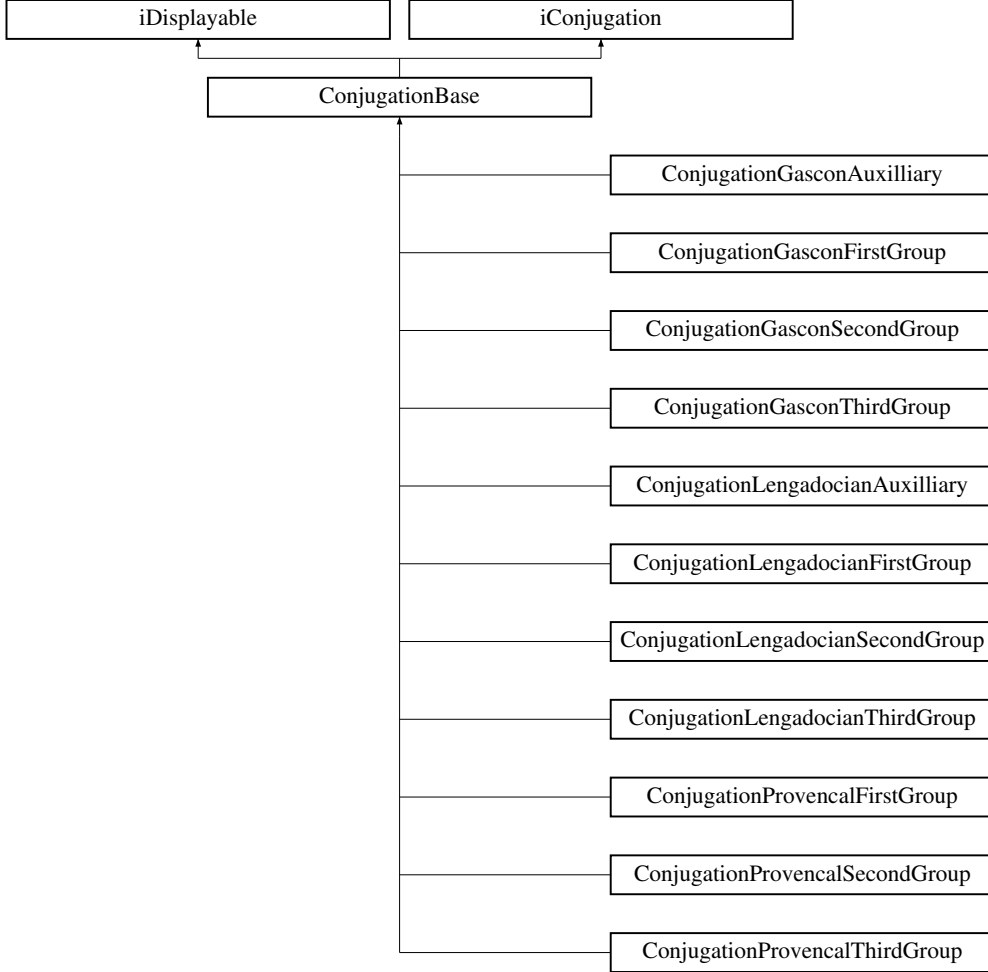 iDisplayable
iConjugation
ConjugationBase
ConjugationGasconAuxilliary
ConjugationGasconFirstGroup
ConjugationGasconSecondGroup
ConjugationGasconThirdGroup
ConjugationLengadocianAuxilliary
ConjugationLengadocianFirstGroup
ConjugationLengadocianSecondGroup
ConjugationLengadocianThirdGroup
ConjugationProvencalFirstGroup
ConjugationProvencalSecondGroup
ConjugationProvencalThirdGroup